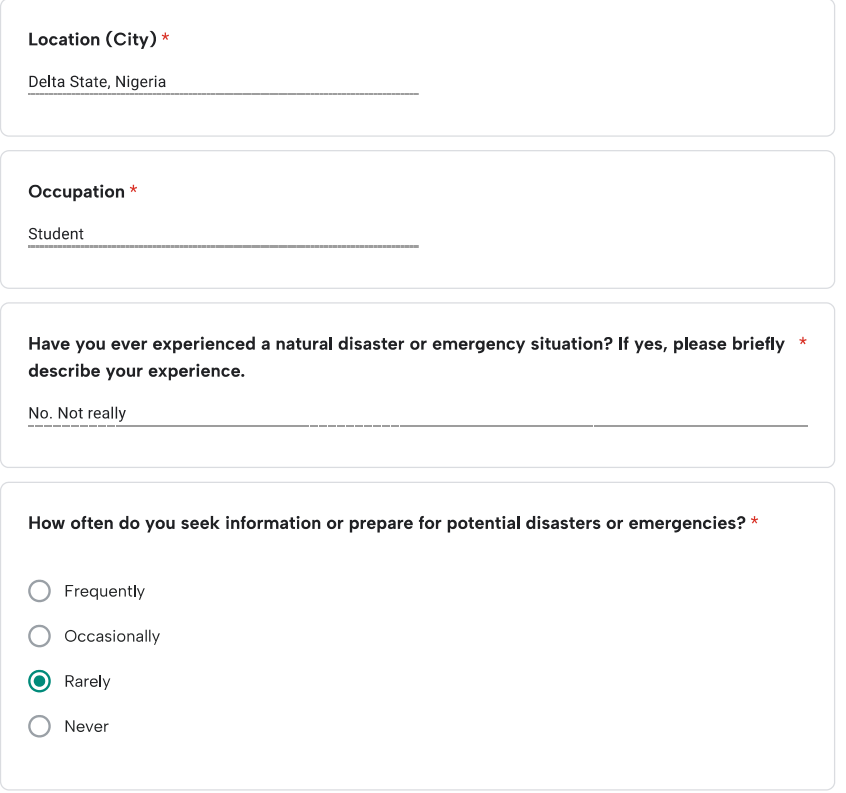 Location (City) *
Delta State, Nigeria
Occupation *
Student
Have you ever experienced a natural disaster or emergency situation? If yes, please briefly *
describe your experience.
No. Not really
How often do you seek information or prepare for potential disasters or emergencies? *
Frequently
Occasionally
Rarely
Never